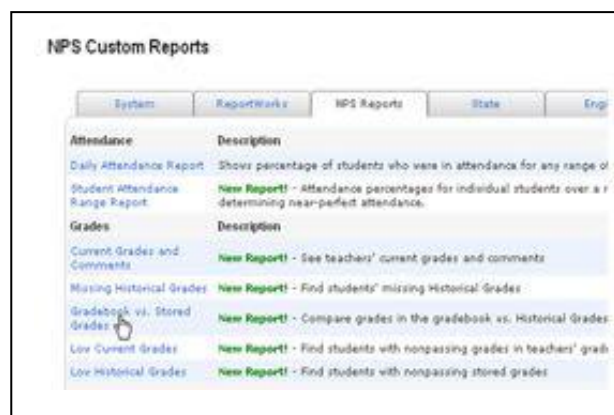 NPS Custom Reports
System ReportWorks NPS Reports State Engl
Attendance Description
Daily Attendance Report Shows percentage of students who were in attendance for any range of
Student Attendance New Report! - Attendance percentages for individual students over a
Range Report determining near-perfect attendance.
Grades Description
Current Grades and
Comments New Report! - See teachers' current grades and comments
Missing Historical Grades New Report! - Find students' missing Historical Grades
Gradebook vs. Stored
Grades New Report! - Compare grades in the gradebook vs. Historical Grades
Low Current Grades New Report! - Find students with nonpassing grades in teachers' grad
Low Historical Grades New Report! - Find students with nonpassing stored grades